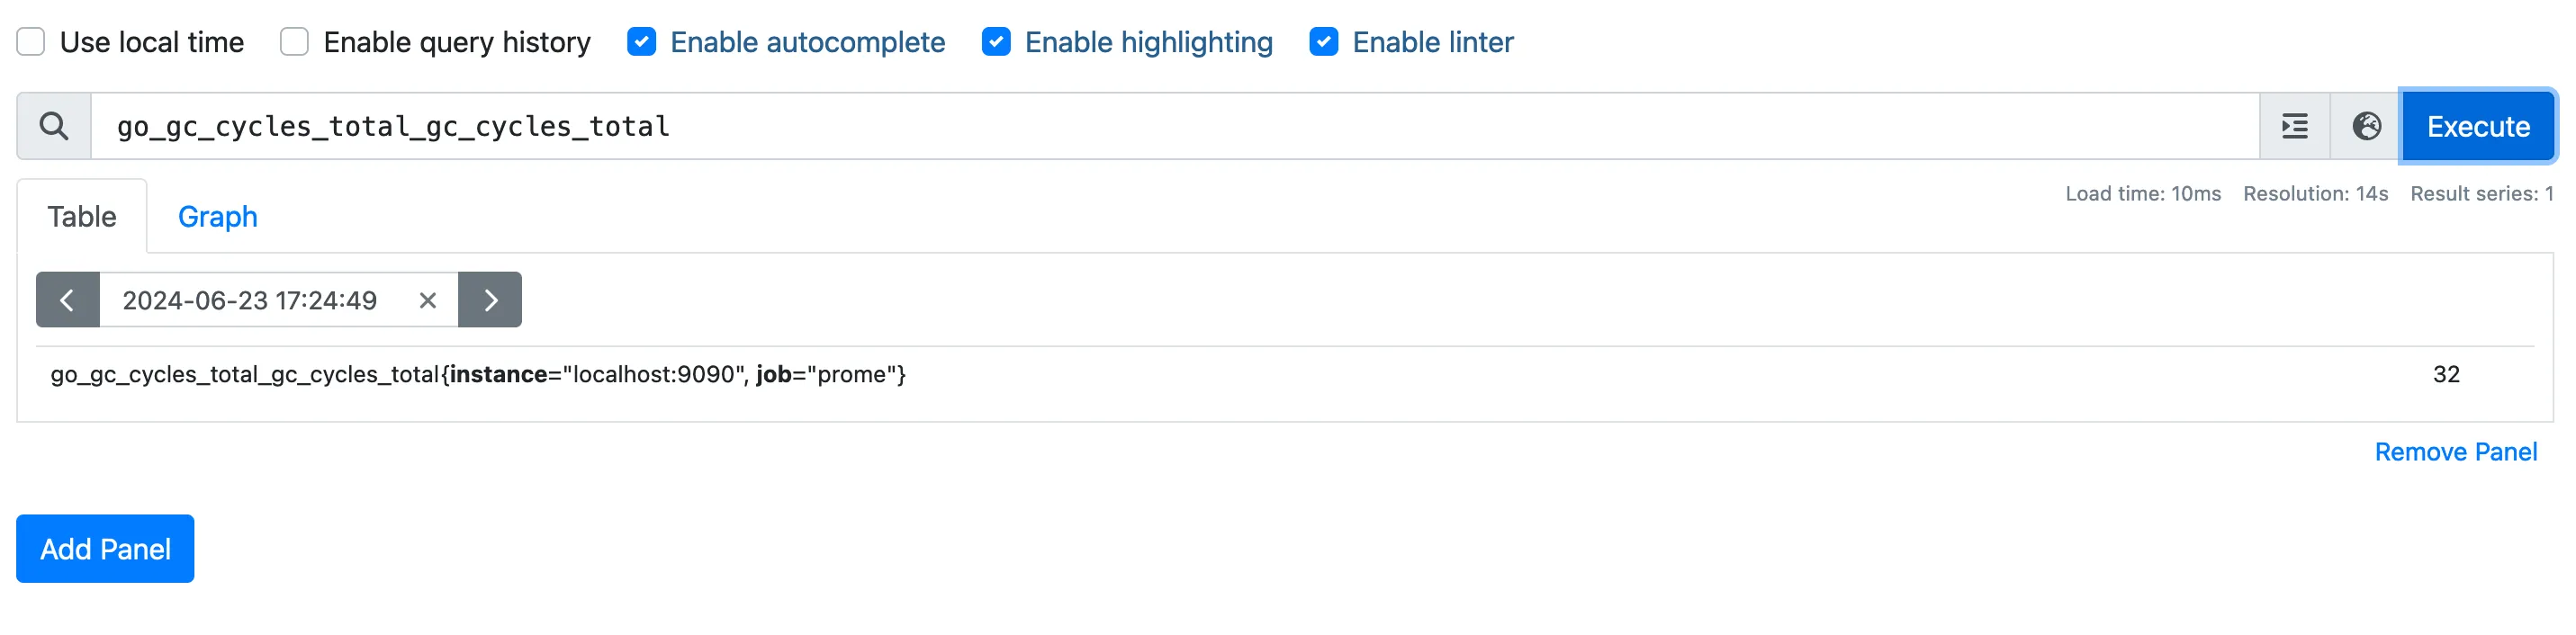 Use local time Enable query history Enable autocomplete Enable highlighting Enable linter
go_gc_cycles_total_gc_cycles_total Execute
Load time: 10ms Resolution: 14s Result series: 1
Table Graph
2024-06-23 17:24:49
go_gc_cycles_total_gc_cycles_total{instance="localhost:9090", job="prome"} 32
Remove Panel
Add Panel